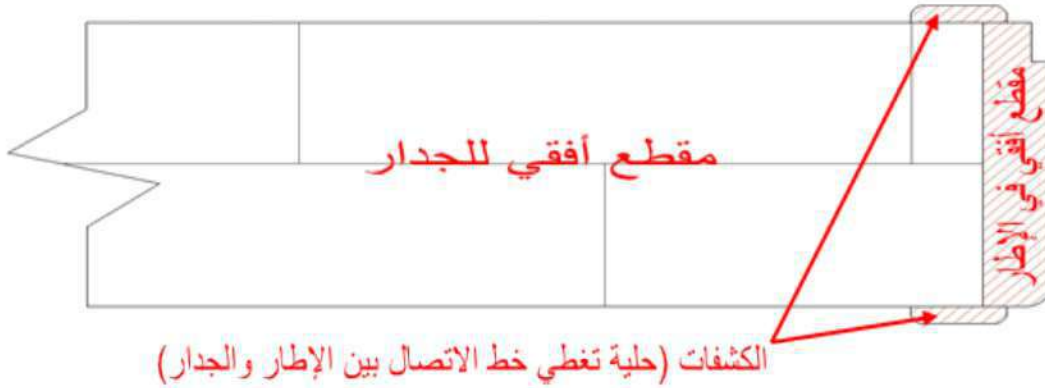 مقطع أفقي للجدار
مقطع أفقي في الإطار
الكشفات (حلية تغطي خط الاتصال بين الإطار والجدار)